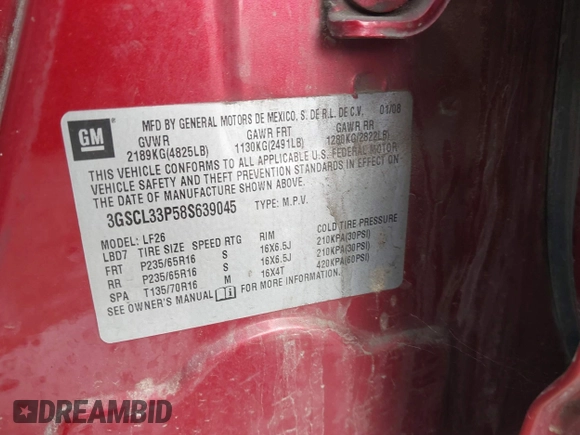 GM
MFD BY GENERAL MOTORS DE MEXICO, S. DE R.L. DE C.V. 01/08
GVWR GAWR FRT GAWR RR
2189KG(4825LB) 1130KG(2491LB) 1280KG(2822LB)
THIS VEHICLE CONFORMS TO ALL APPLICABLE U.S. FEDERAL MOTOR
VEHICLE SAFETY AND THEFT PREVENTION STANDARDS IN EFFECT ON
THE DATE OF MANUFACTURE SHOWN ABOVE.
3GSCL33P58S639045 TYPE: M.P.V.
MODEL: LF26
LBD7 TIRE SIZE SPEED RTG RIM COLD TIRE PRESSURE
FRT P235/65R16 S 16X6.5J 210KPA(30PSI)
RR P235/65R16 S 16X6.5J 210KPA(30PSI)
SPA T135/70R16 M 16X4T 420KPA(60PSI)
SEE OWNER'S MANUAL FOR MORE INFORMATION.
DREAMBID